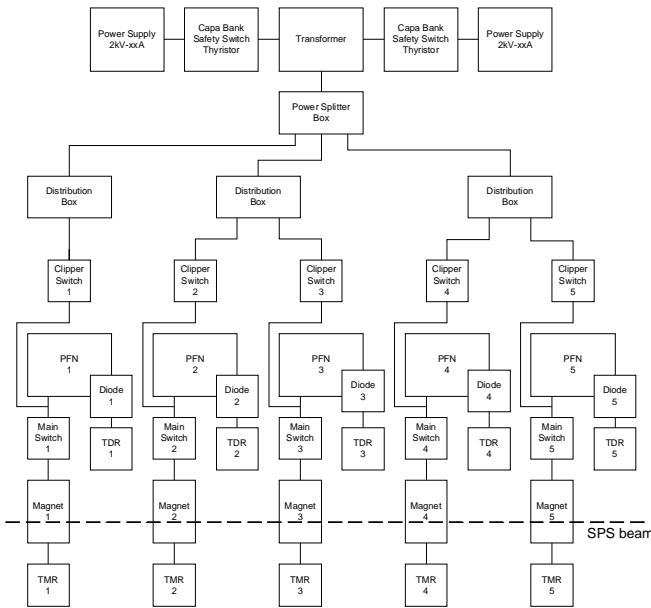 Power Supply
2kV-xxA
Capa Bank
Safety Switch
Thyristor
Transformer
Capa Bank
Safety Switch
Thyristor
Power Supply
2kV-xxA
Power Splitter
Box
Distribution
Box
Distribution
Box
Distribution
Box
Clipper
Switch
1
Clipper
Switch
2
Clipper
Switch
3
Clipper
Switch
4
Clipper
Switch
5
PFN
1
PFN
2
PFN
3
PFN
4
PFN
5
Diode
1
Diode
2
Diode
3
Diode
4
Diode
5
Main
Switch
1
TDR
1
Main
Switch
2
TDR
2
Main
Switch
3
TDR
3
Main
Switch
4
TDR
4
Main
Switch
5
TDR
5
Magnet
1
Magnet
2
Magnet
3
Magnet
4
Magnet
5
SPS beam
TMR
1
TMR
2
TMR
3
TMR
4
TMR
5